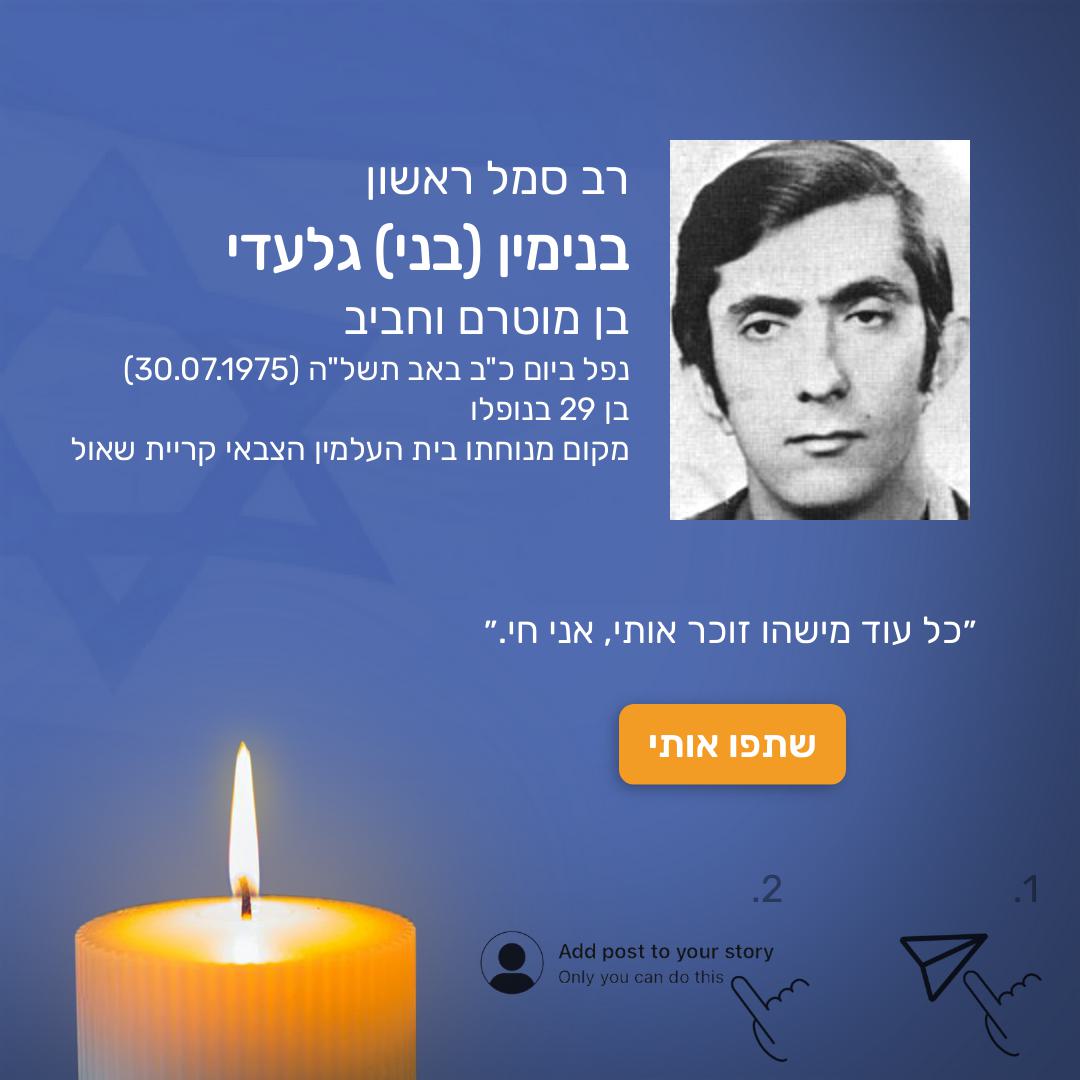 רב סמל ראשון
בנימין (בני) גלעדי
בן מוטרם וחביב
נפל ביום כ"ב באב תשל"ה (30.07.1975)
בן 29 בנופלו
מקום מנוחתו בית העלמין הצבאי קריית שאול
״כל עוד מישהו זוכר אותי, אני חי.״
שתפו אותי
1.
2.
Add post to your story
Only you can do this